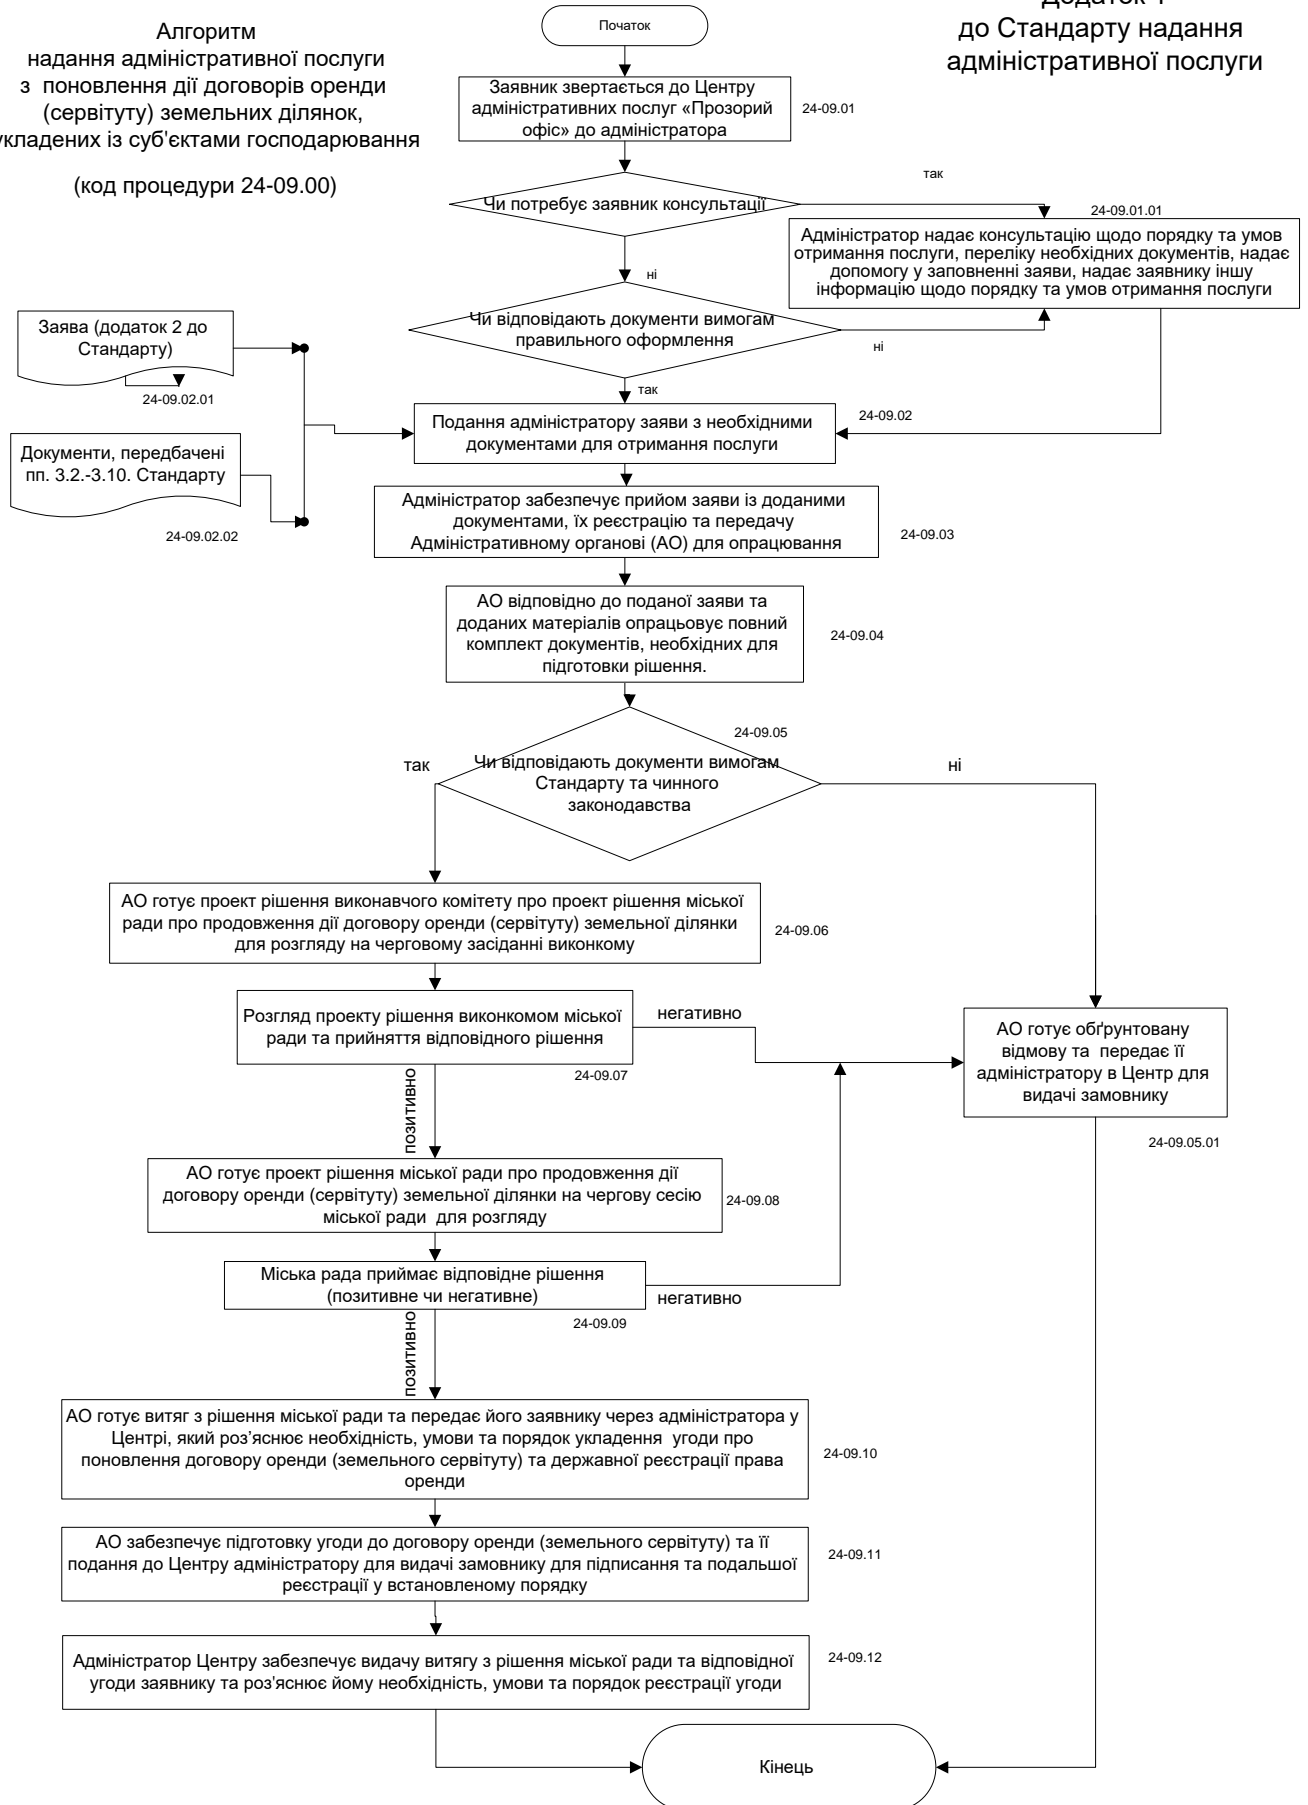 Алгоритм
надання адміністративної послуги
з поновлення дії договорів оренди
(сервітуту) земельних ділянок,
укладених із суб'єктами господарювання
(код процедури 24-09.00)
до Стандарту надання
адміністративної послуги
Початок
Заявник звертається до Центру
адміністративних послуг «Прозорий
офіс» до адміністратора
24-09.01
Чи потребує заявник консультації
так
ні
24-09.01.01
Адміністратор надає консультацію щодо порядку та умов
отримання послуги, переліку необхідних документів, надає
допомогу у заповненні заяви, надає заявнику іншу
інформацію щодо порядку та умов отримання послуги
Чи відповідають документи вимогам
правильного оформлення
ні
так
Заява (додаток 2 до
Стандарту)
24-09.02.01
Документи, передбачені
пп. 3.2.-3.10. Стандарту
24-09.02.02
Подання адміністратору заяви з необхідними
документами для отримання послуги
24-09.02
Адміністратор забезпечує прийом заяви із доданими
документами, їх реєстрацію та передачу
Адміністративному органові (АО) для опрацювання
24-09.03
АО відповідно до поданої заяви та
доданих матеріалів опрацьовує повний
комплект документів, необхідних для
підготовки рішення.
24-09.04
24-09.05
Чи відповідають документи вимогам
Стандарту та чинного
законодавства
так
ні
АО готує проект рішення виконавчого комітету про проект рішення міської
ради про продовження дії договору оренди (сервітуту) земельної ділянки
для розгляду на черговому засіданні виконкому
24-09.06
Розгляд проекту рішення виконкомом міської
ради та прийняття відповідного рішення
негативно
24-09.07
позитивно
АО готує обґрунтовану
відмову та передає її
адміністратору в Центр для
видачі замовнику
24-09.05.01
АО готує проект рішення міської ради про продовження дії
договору оренди (сервітуту) земельної ділянки на чергову сесію
міської ради для розгляду
24-09.08
Міська рада приймає відповідне рішення
(позитивне чи негативне)
негативно
24-09.09
позитивно
АО готує витяг з рішення міської ради та передає його заявнику через адміністратора у
Центрі, який роз’яснює необхідність, умови та порядок укладення угоди про
поновлення договору оренди (земельного сервітуту) та державної реєстрації права
оренди
24-09.10
АО забезпечує підготовку угоди до договору оренди (земельного сервітуту) та її
подання до Центру адміністратору для видачі замовнику для підписання та подальшої
реєстрації у встановленому порядку
24-09.11
Адміністратор Центру забезпечує видачу витягу з рішення міської ради та відповідної
угоди заявнику та роз'яснює йому необхідність, умови та порядок реєстрації угоди
24-09.12
Кінець